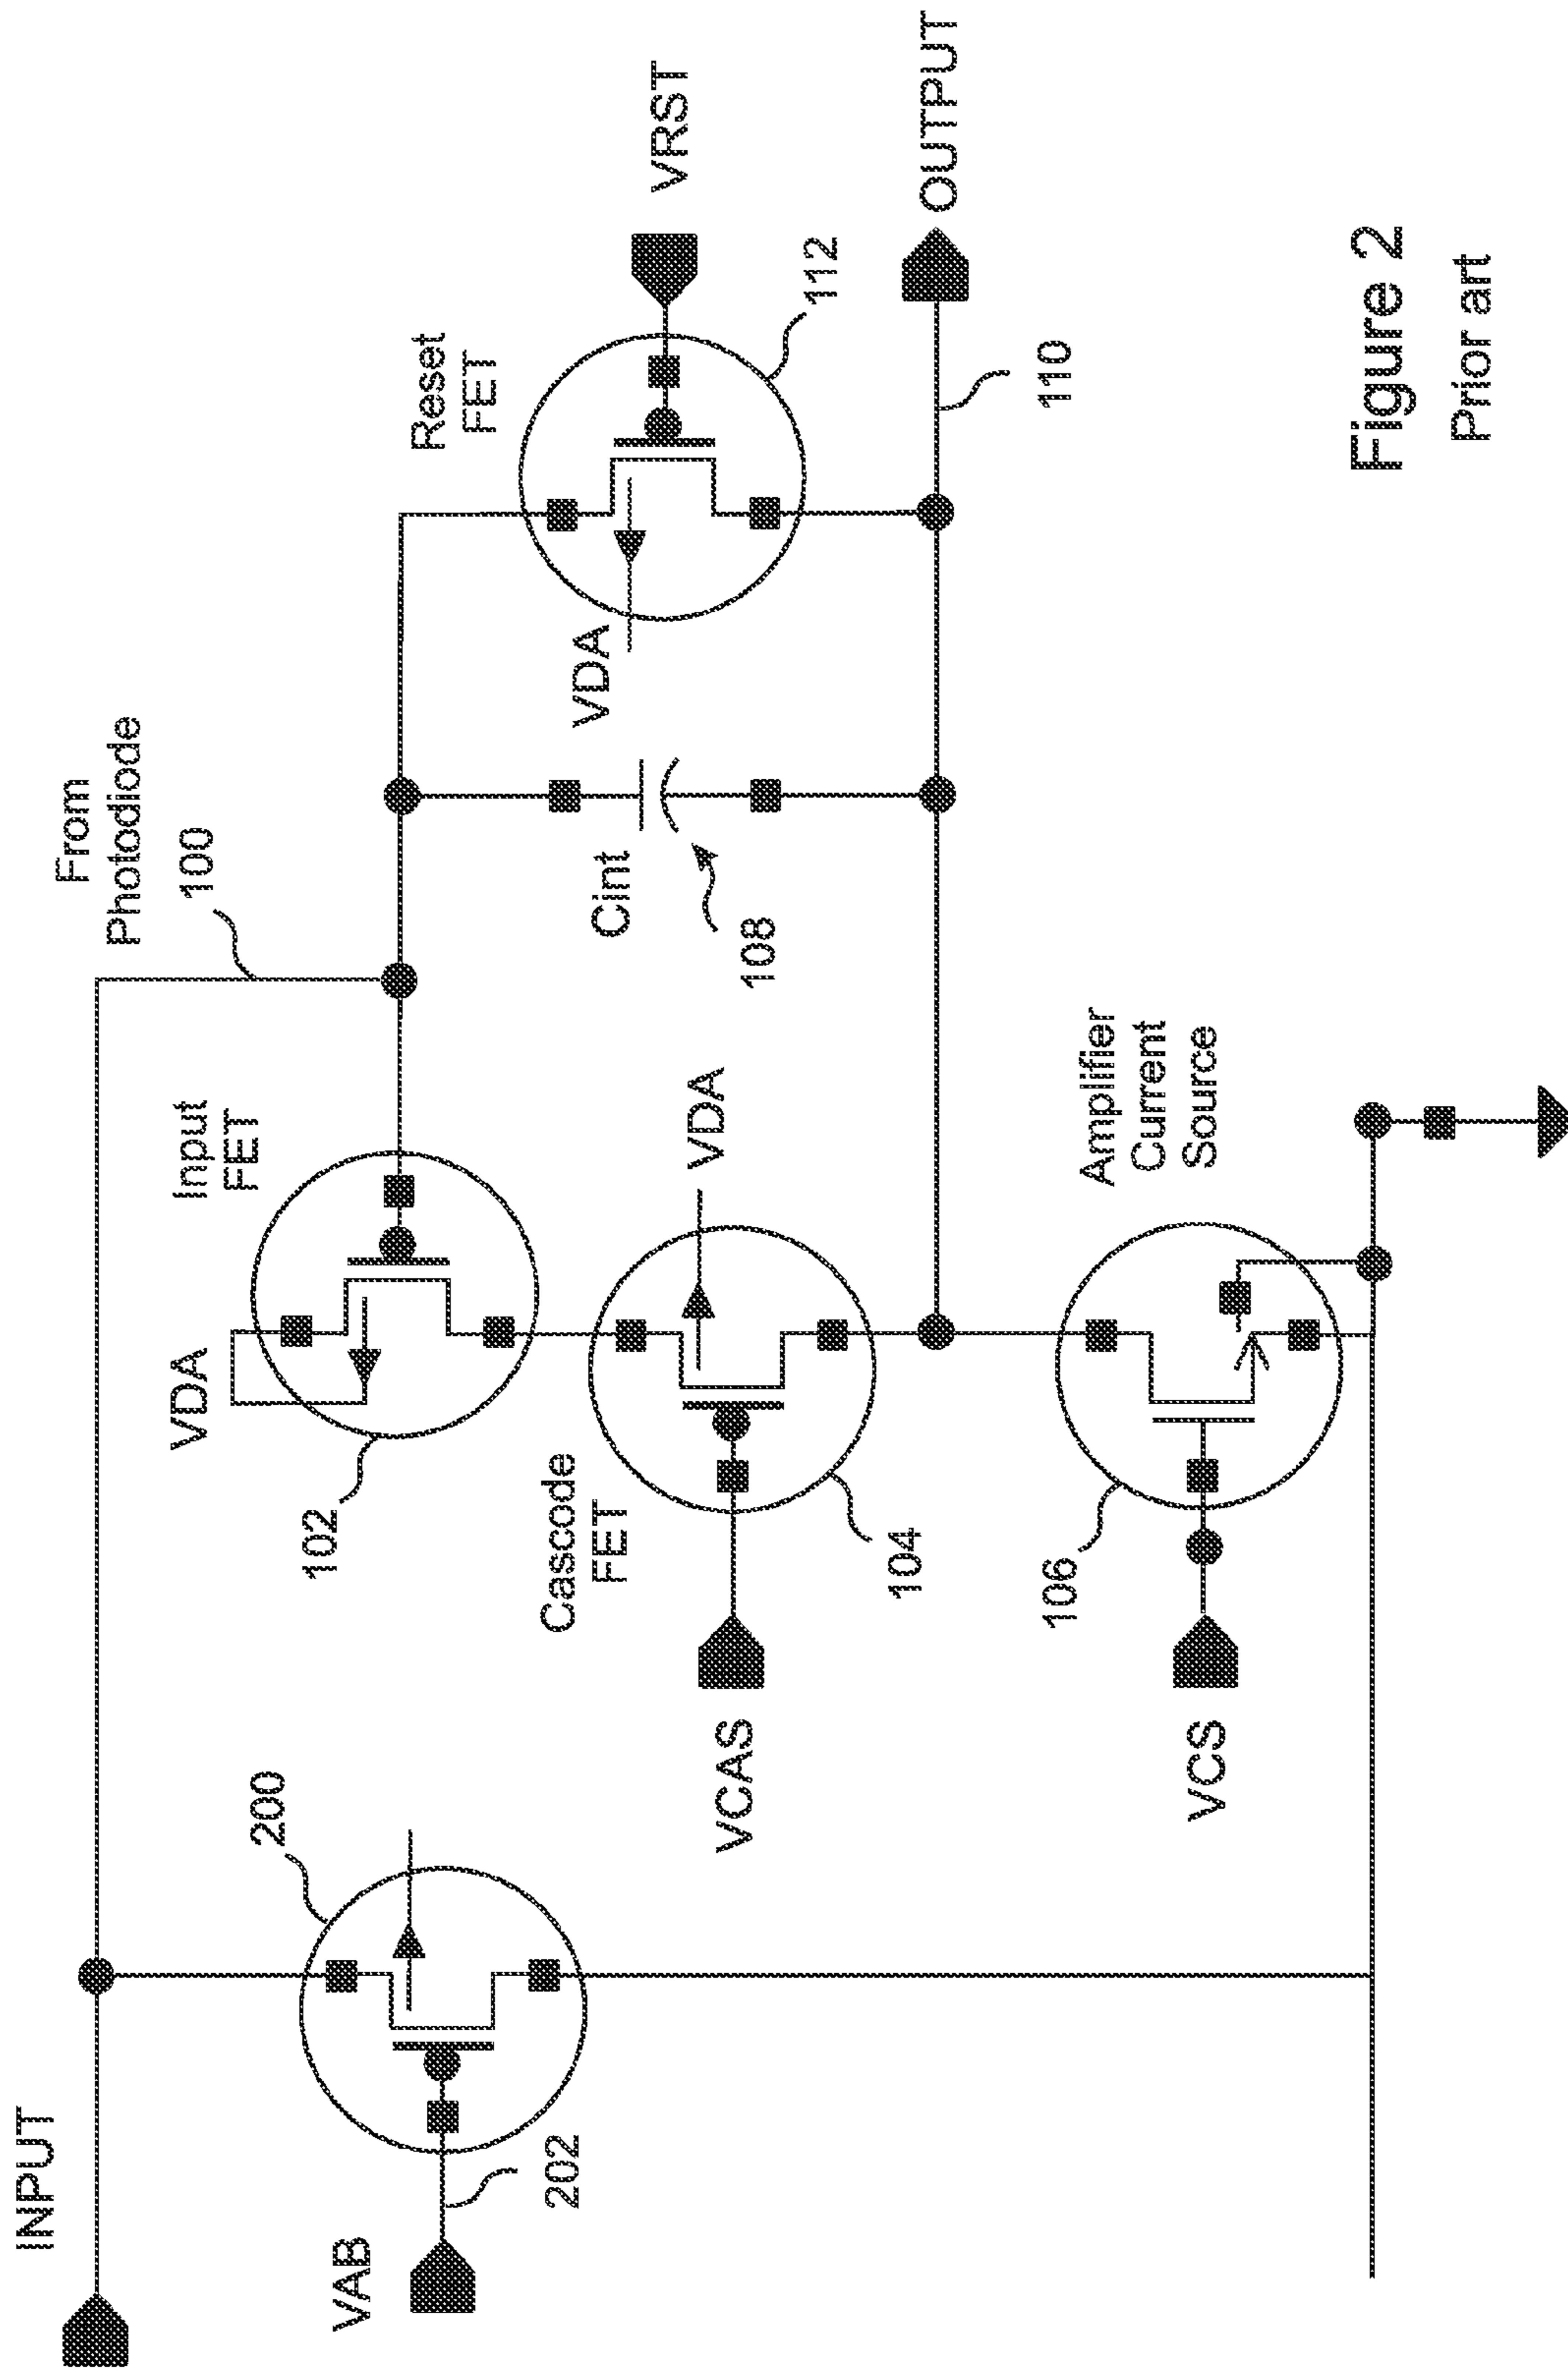 INPUT
From
Photodiode
100
200
VAB
202
VDA
Input
FET
102
Reset
FET
VRST
VDA
112
Cint
108
Cascode
FET
VDA
VCAS
104
OUTPUT
110
Amplifier
Current
Source
106
VCS
Figure 2
Prior art